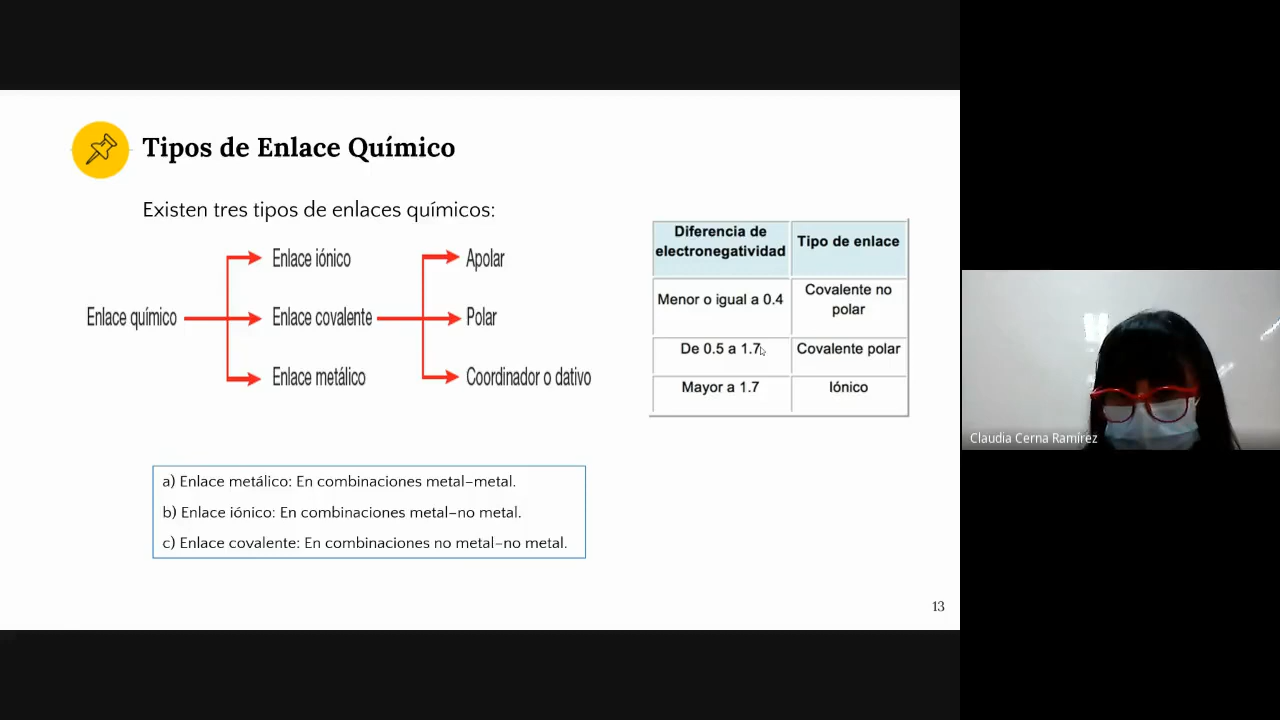 Tipos de Enlace Químico
Existen tres tipos de enlaces químicos:
Enlace químico
Enlace iónico
Enlace covalente
Enlace metálico
Apolar
Polar
Coordinador o dativo
Diferencia de
electronegatividad
Tipo de enlace
Menor o igual a 0.4
Covalente no
polar
De 0.5 a 1.7
Covalente polar
Mayor a 1.7
Iónico
a) Enlace metálico: En combinaciones metal–metal.
b) Enlace iónico: En combinaciones metal–no metal.
c) Enlace covalente: En combinaciones no metal–no metal.
13
Claudia Cerna Ramírez